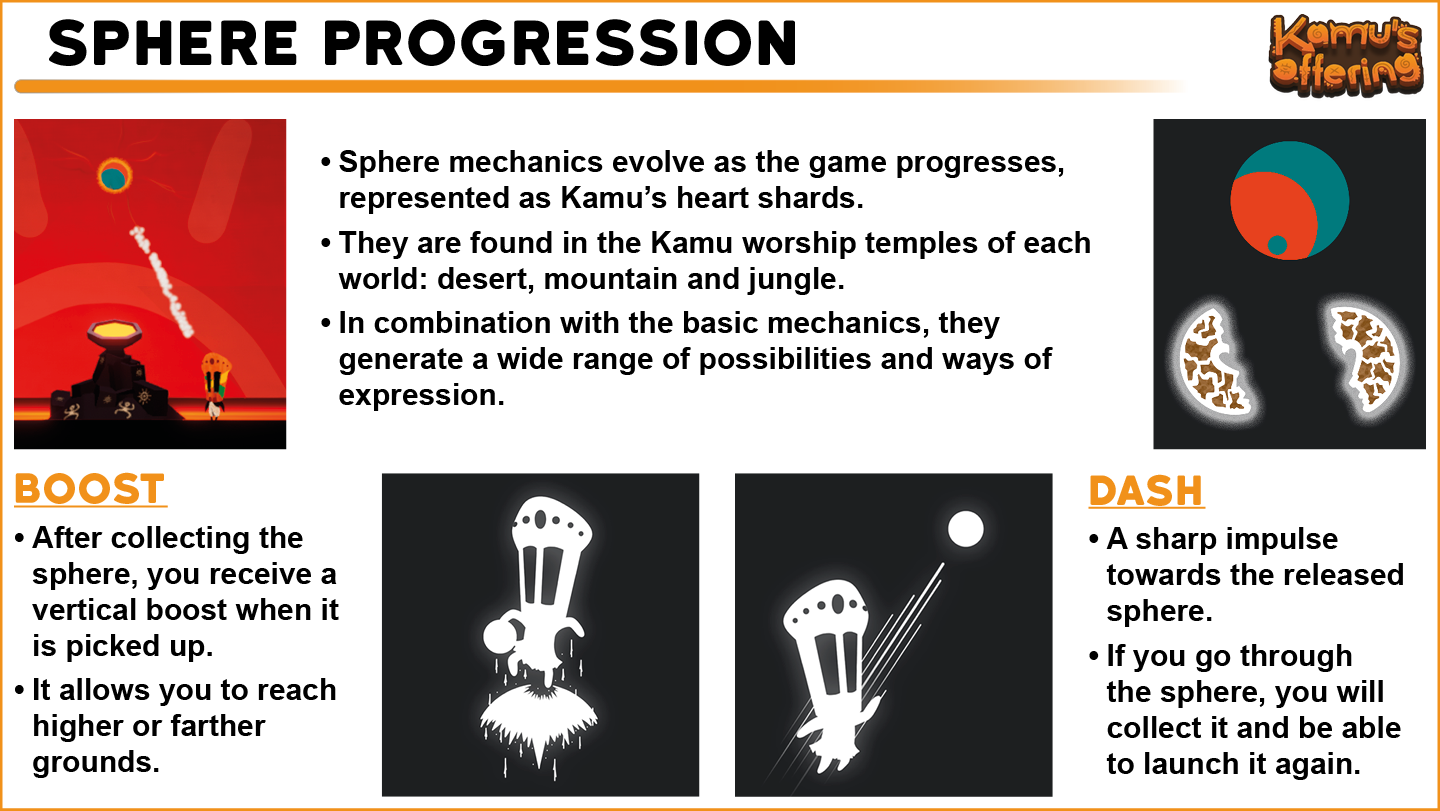 SPHERE PROGRESSION
Kamu's
Offering
• Sphere mechanics evolve as the game progresses,
represented as Kamu’s heart shards.
• They are found in the Kamu worship temples of each
world: desert, mountain and jungle.
• In combination with the basic mechanics, they
generate a wide range of possibilities and ways of
expression.
BOOST
• After collecting the
sphere, you receive a
vertical boost when it
is picked up.
• It allows you to reach
higher or farther
grounds.
DASH
• A sharp impulse
towards the released
sphere.
• If you go through
the sphere, you will
collect it and be able
to launch it again.